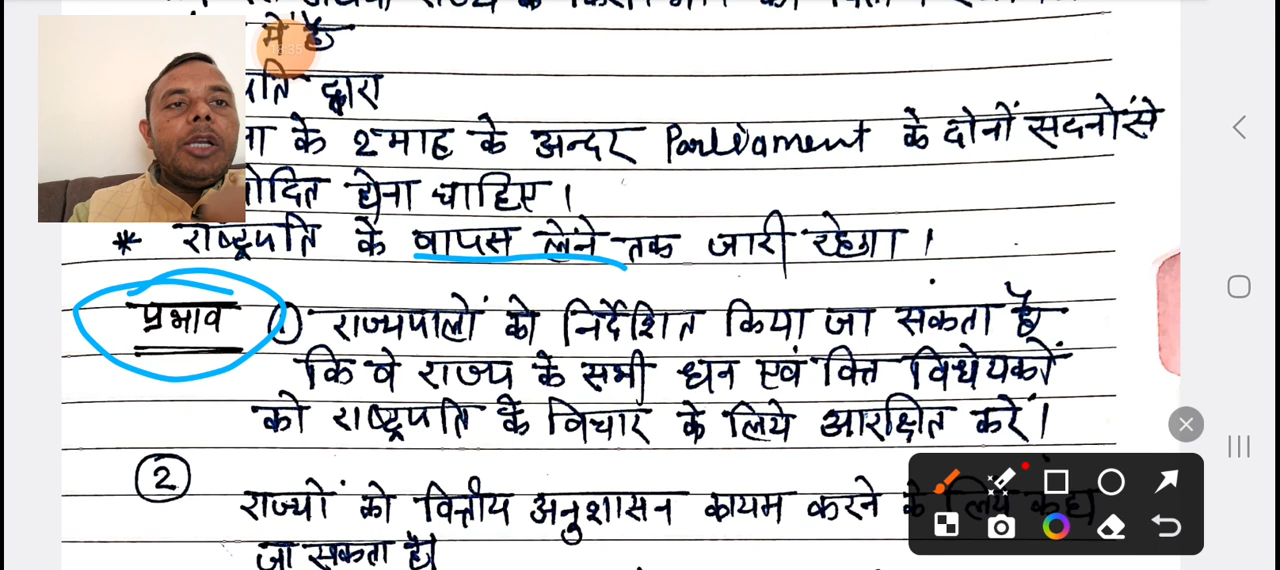 में है
द्वारा
के 2 माह के अन्दर Parliament के दोनों सदनों से
होना चाहिए।
* राष्ट्रपति के वापस लेने तक जारी रहेगा।
प्रभाव (1) राज्यपालों को निर्देशित किया जा सकता है
कि वे राज्य के सभी धन एवं वित्त विधेयकों
को राष्ट्रपति के विचार के लिये आरक्षित करें।
(2)
राज्यों को वित्तीय अनुशासन कायम करने के लिये कहा
जा सकता है।